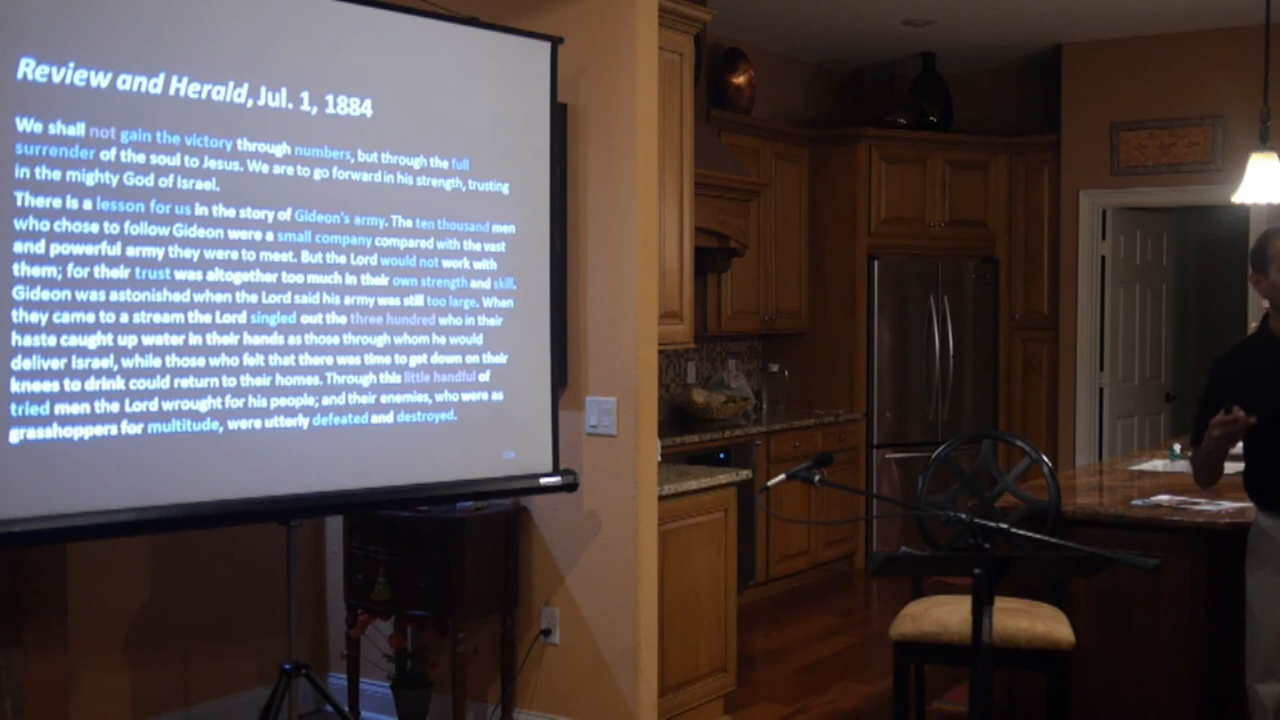 Review and Herald, Jul. 1, 1884
We shall not gain the victory through numbers, but through the full
surrender of the soul to Jesus. We are to go forward in his strength, trusting
in the mighty God of Israel.
There is a lesson for us in the story of Gideon's army. The ten thousand men
who chose to follow Gideon were a small company compared with the vast
and powerful army they were to meet. But the Lord would not work with
them; for their trust was altogether too much in their own strength and skill.
Gideon was astonished when the Lord said his army was still too large. When
they came to a stream the Lord singled out the three hundred who in their
haste caught up water in their hands as those through whom he would
deliver Israel, while those who felt that there was time to get down on their
knees to drink could return to their homes. Through this little handful of
tried men the Lord wrought for his people; and their enemies, who were as
grasshoppers for multitude, were utterly defeated and destroyed.